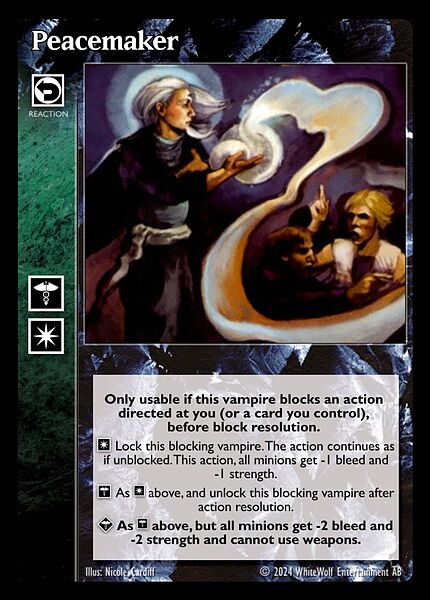 Peacemaker
REACTION
Only usable if this vampire blocks an action
directed at you (or a card you control),
before block resolution.
Lock this blocking vampire. The action continues as
if unblocked. This action, all minions get -1 bleed and
-1 strength.
As above, and unlock this blocking vampire after
action resolution.
As above, but all minions get -2 bleed and
-2 strength and cannot use weapons.
Illus: Nicole Cardiff
© 2024 WhiteWolf Entertainment AB